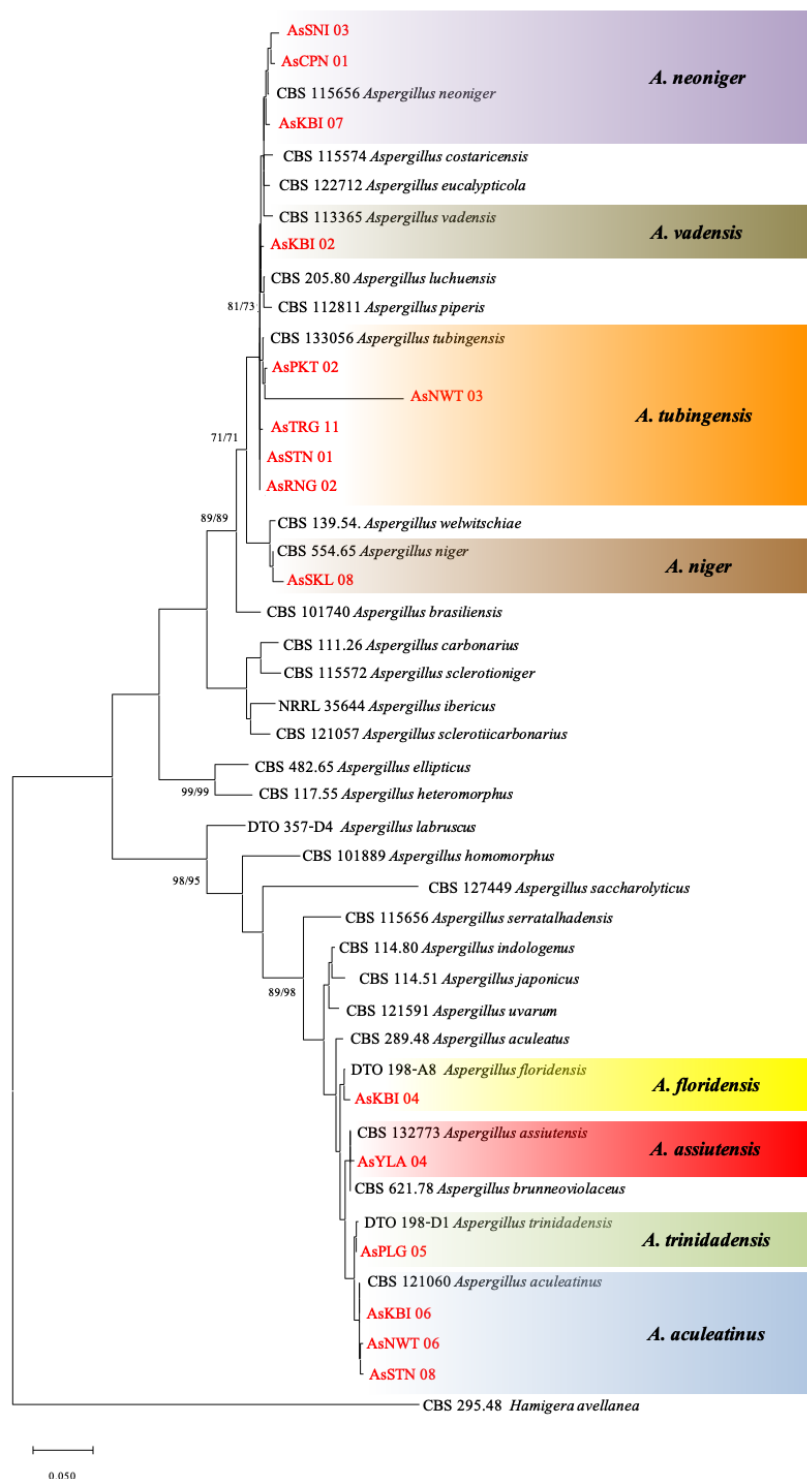 AsSNI 03
AsCPN 01
A. neoniger
CBS 115656 Aspergillus neoniger
AsKBI 07
CBS 115574 Aspergillus costaricensis
CBS 122712 Aspergillus eucalypticola
CBS 113365 Aspergillus vadensis
A. vadensis
AsKBI 02
CBS 205.80 Aspergillus luchuensis
81/73
CBS 112811 Aspergillus piperis
CBS 133056 Aspergillus tubingensis
AsPKT 02
AsNWT 03
A. tubingensis
AsTRG 11
71/71
AsSTN 01
AsRNG 02
89/89
CBS 139.54. Aspergillus welwitschiae
CBS 554.65 Aspergillus niger
A. niger
AsSKL 08
CBS 101740 Aspergillus brasiliensis
CBS 111.26 Aspergillus carbonarius
CBS 115572 Aspergillus sclerotioniger
NRRL 35644 Aspergillus ibericus
CBS 121057 Aspergillus sclerotiicarbonarius
CBS 482.65 Aspergillus ellipticus
99/99
CBS 117.55 Aspergillus heteromorphus
DTO 357-D4 Aspergillus labruscus
CBS 101889 Aspergillus homomorphus
98/95
CBS 127449 Aspergillus saccharolyticus
CBS 115656 Aspergillus serratalhadensis
CBS 114.80 Aspergillus indologenus
CBS 114.51 Aspergillus japonicus
89/98
CBS 121591 Aspergillus uvarum
CBS 289.48 Aspergillus aculeatus
DTO 198-A8 Aspergillus floridensis
A. floridensis
AsKBI 04
CBS 132773 Aspergillus assiutensis
A. assiutensis
AsYLA 04
CBS 621.78 Aspergillus brunneoviolaceus
DTO 198-D1 Aspergillus trinidadensis
A. trinidadensis
AsPLG 05
CBS 121060 Aspergillus aculeatinus
AsKBI 06
A. aculeatinus
AsNWT 06
AsSTN 08
CBS 295.48 Hamigera avellanea
0.050